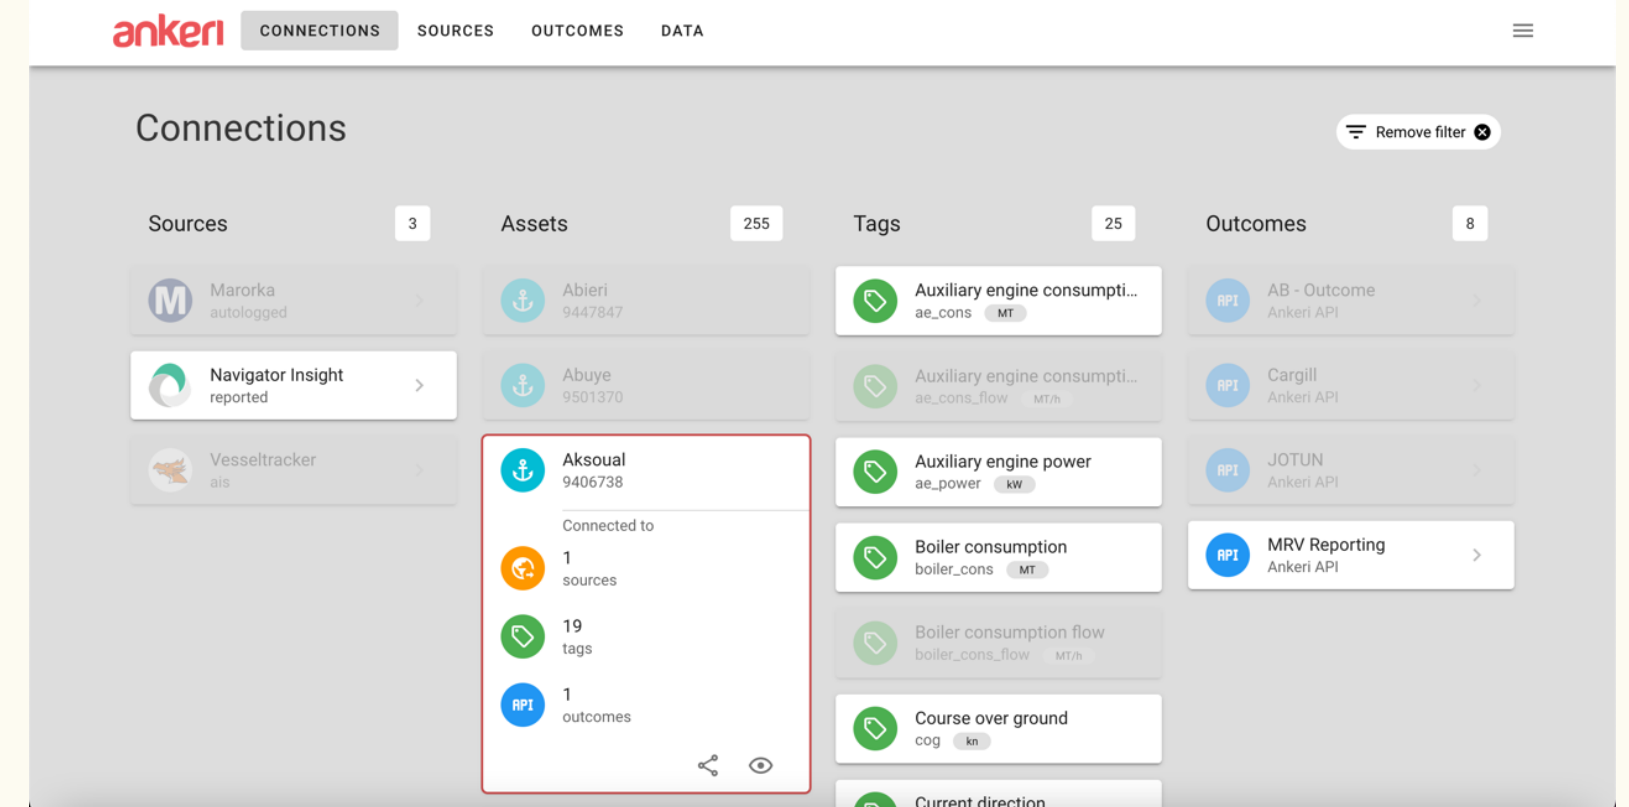 ankeri
CONNECTIONS
SOURCES
OUTCOMES
DATA
Connections
Remove filter
Sources
3
Marorka
autologged
Navigator Insight
reported
Vesseltracker
ais
Assets
255
Abieri
9447847
Abuye
9501370
Aksoual
9406738
Connected to
1
sources
19
tags
API
1
outcomes
Tags
25
Auxiliary engine consumpti...
ae_cons MT
Auxiliary engine consumpti...
ae_cons_flow MT/h
Auxiliary engine power
ae_power kW
Boiler consumption
boiler_cons MT
Boiler consumption flow
boiler_cons_flow MT/h
Course over ground
cog kn
Current direction
Outcomes
8
API
AB - Outcome
Ankeri API
API
Cargill
Ankeri API
API
JOTUN
Ankeri API
API
MRV Reporting
Ankeri API